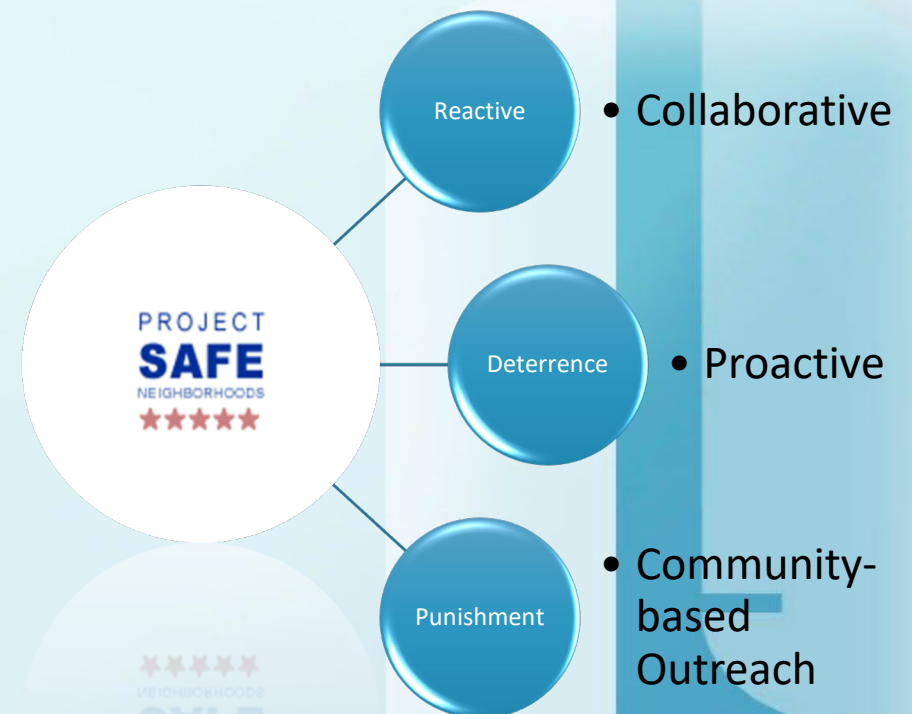 Reactive
• Collaborative
PROJECT
SAFE
NEIGHBORHOODS
Deterrence
• Proactive
Punishment
• Community-
based
Outreach